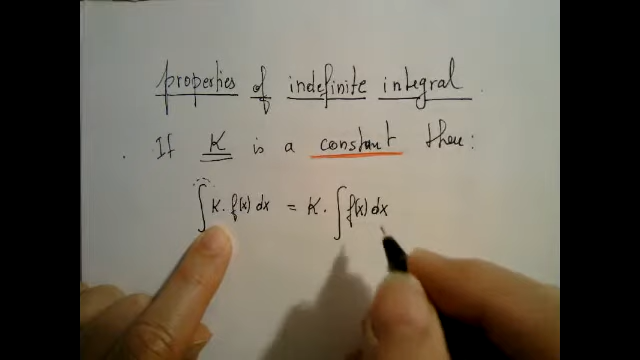 properties of indefinite integral
. If K is a constant then:
∫ K. f(x) dx = K. ∫ f(x) dx